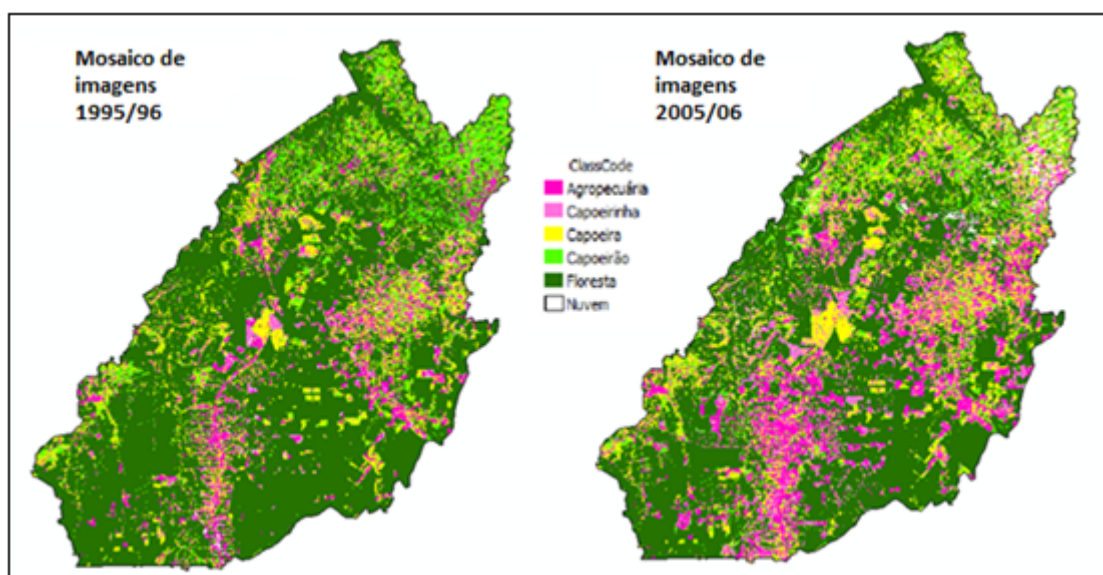 Mosaico de
imagens
1995/96
Mosaico de
imagens
2005/06
ClassCode
Agropecuária
Capoeirinha
Capoeira
Capoeirão
Floresta
Nuvem